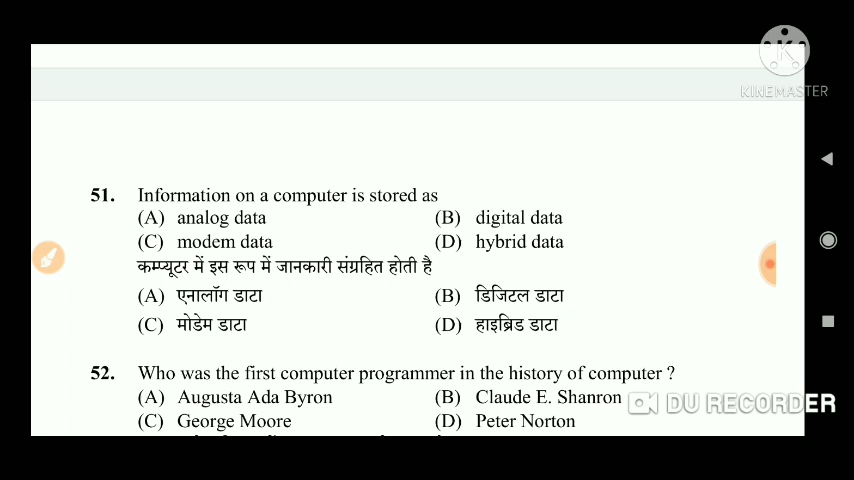 KINEMASTER
51. Information on a computer is stored as
(A) analog data (B) digital data
(C) modem data (D) hybrid data
कम्प्यूटर में इस रूप में जानकारी संग्रहित होती है
(A) एनालॉग डाटा (B) डिजिटल डाटा
(C) मोडेम डाटा (D) हाइब्रिड डाटा
52. Who was the first computer programmer in the history of computer ?
(A) Augusta Ada Byron (B) Claude E. Shanron
DU RECORDER
(C) George Moore (D) Peter Norton